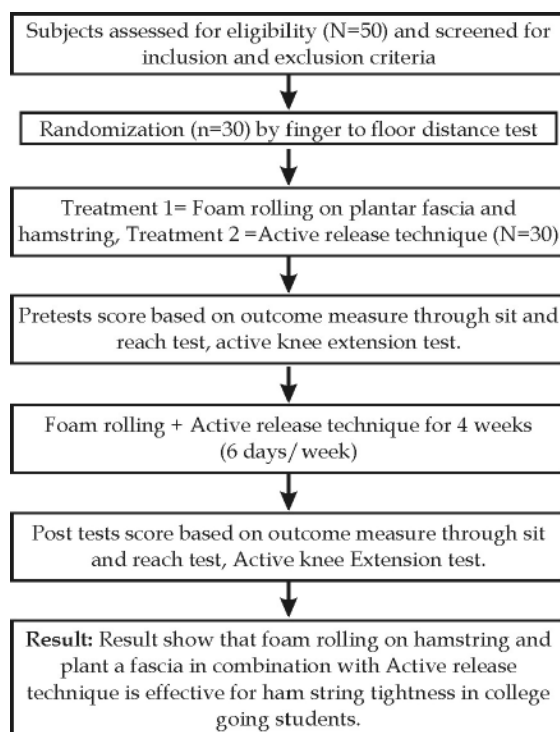 Subjects assessed for eligibility (N=50) and screened for
inclusion and exclusion criteria
Randomization (n=30) by finger to floor distance test
Treatment 1= Foam rolling on plantar fascia and
hamstring, Treatment 2 =Active release technique (N=30)
Pretests score based on outcome measure through sit and
reach test, active knee extension test.
Foam rolling + Active release technique for 4 weeks
(6 days/week)
Post tests score based on outcome measure through sit
and reach test, Active knee Extension test.
Result: Result show that foam rolling on hamstring and
plant a fascia in combination with Active release
technique is effective for ham string tightness in college
going students.